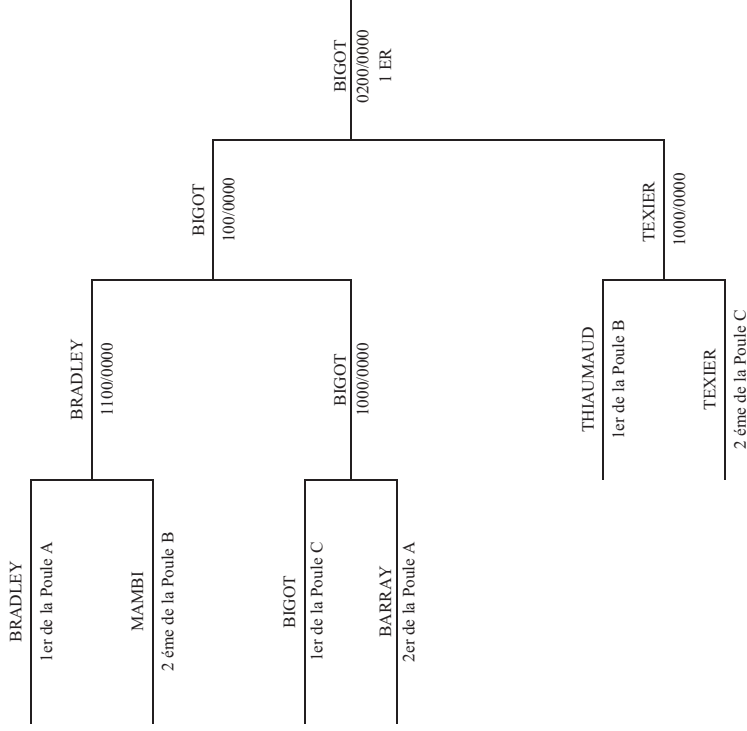 BRADLEY
1er de la Poule A
MAMBI
2 éme de la Poule B
BIGOT
1er de la Poule C
BARRAY
2er de la Poule A
THIAUMAUD
1er de la Poule B
TEXIER
2 éme de la Poule C
BRADLEY
1100/0000
BIGOT
1000/0000
BIGOT
100/0000
TEXIER
1000/0000
BIGOT
0200/0000
1 ER